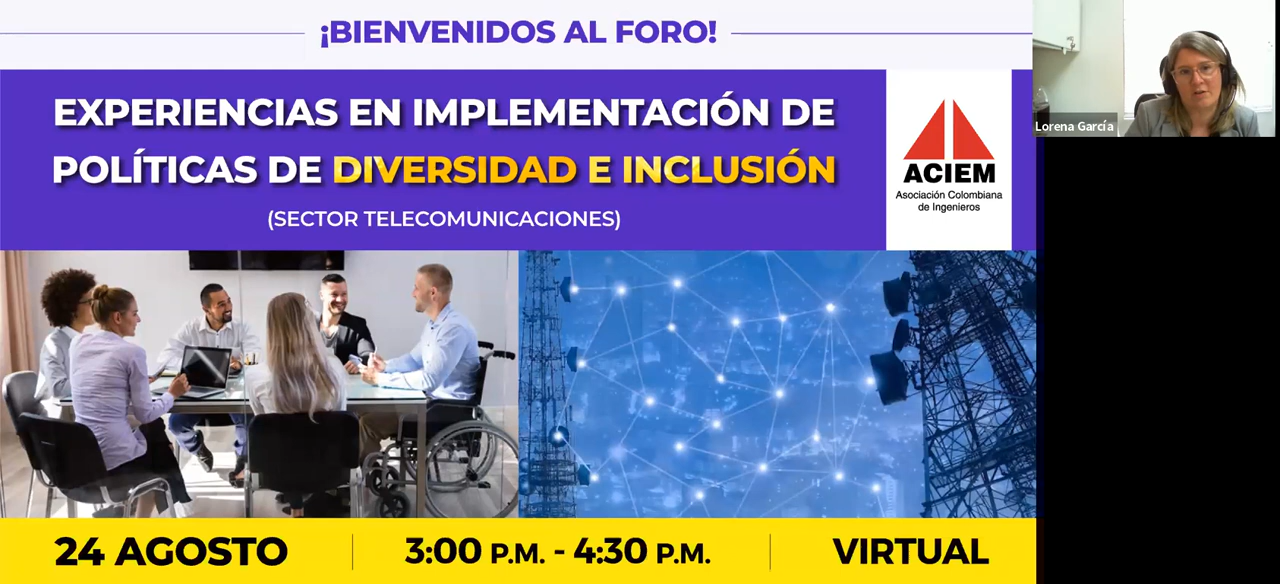 ¡BIENVENIDOS AL FORO!
EXPERIENCIAS EN IMPLEMENTACIÓN DE
POLÍTICAS DE DIVERSIDAD E INCLUSIÓN
(SECTOR TELECOMUNICACIONES)
ACIEM
Asociación Colombiana
de Ingenieros
Lorena García
24 AGOSTO
3:00 P.M. - 4:30 P.M.
VIRTUAL